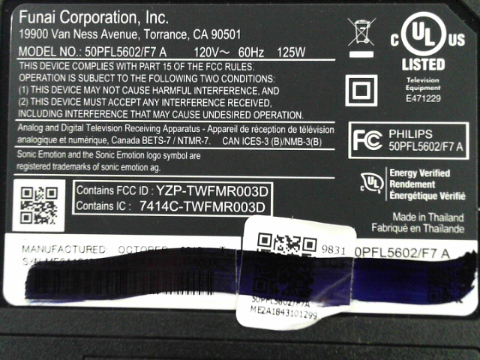 Funai Corporation, Inc.
19900 Van Ness Avenue, Torrance, CA 90501
MODEL NO.: 50PFL5602/F7 A 120V~ 60Hz 125W
THIS DEVICE COMPLIES WITH PART 15 OF THE FCC RULES.
OPERATION IS SUBJECT TO THE FOLLOWING TWO CONDITIONS:
(1) THIS DEVICE MAY NOT CAUSE HARMFUL INTERFERENCE, AND
(2) THIS DEVICE MUST ACCEPT ANY INTERFERENCE RECEIVED,
INCLUDING INTERFERENCE THAT MAY CAUSE UNDESIRED OPERATION.
Analog and Digital Television Receiving Apparatus - Appareil de réception de télévision
analogique et numérique, Canada BETS-7 / NTMR-7. CAN ICES-3 (B)/NMB-3(B)
Sonic Emotion and the Sonic Emotion logo symbol are
registered trademarks of sonic emotion ag.
Contains FCC ID : YZP-TWFMR003D
Contains IC : 7414C-TWFMR003D
C UL US
LISTED
Television
Equipment
E471229
FC PHILIPS
50PFL5602/F7 A
UL
Energy Verified
Rendement
Énergétique Vérifié
Made in Thailand
Fabriqué en Thaïlande
MANUFACTURED OCTOBER
9831
0PFL5602/F7 A
50PFL5602/F7
ME2A1843101299